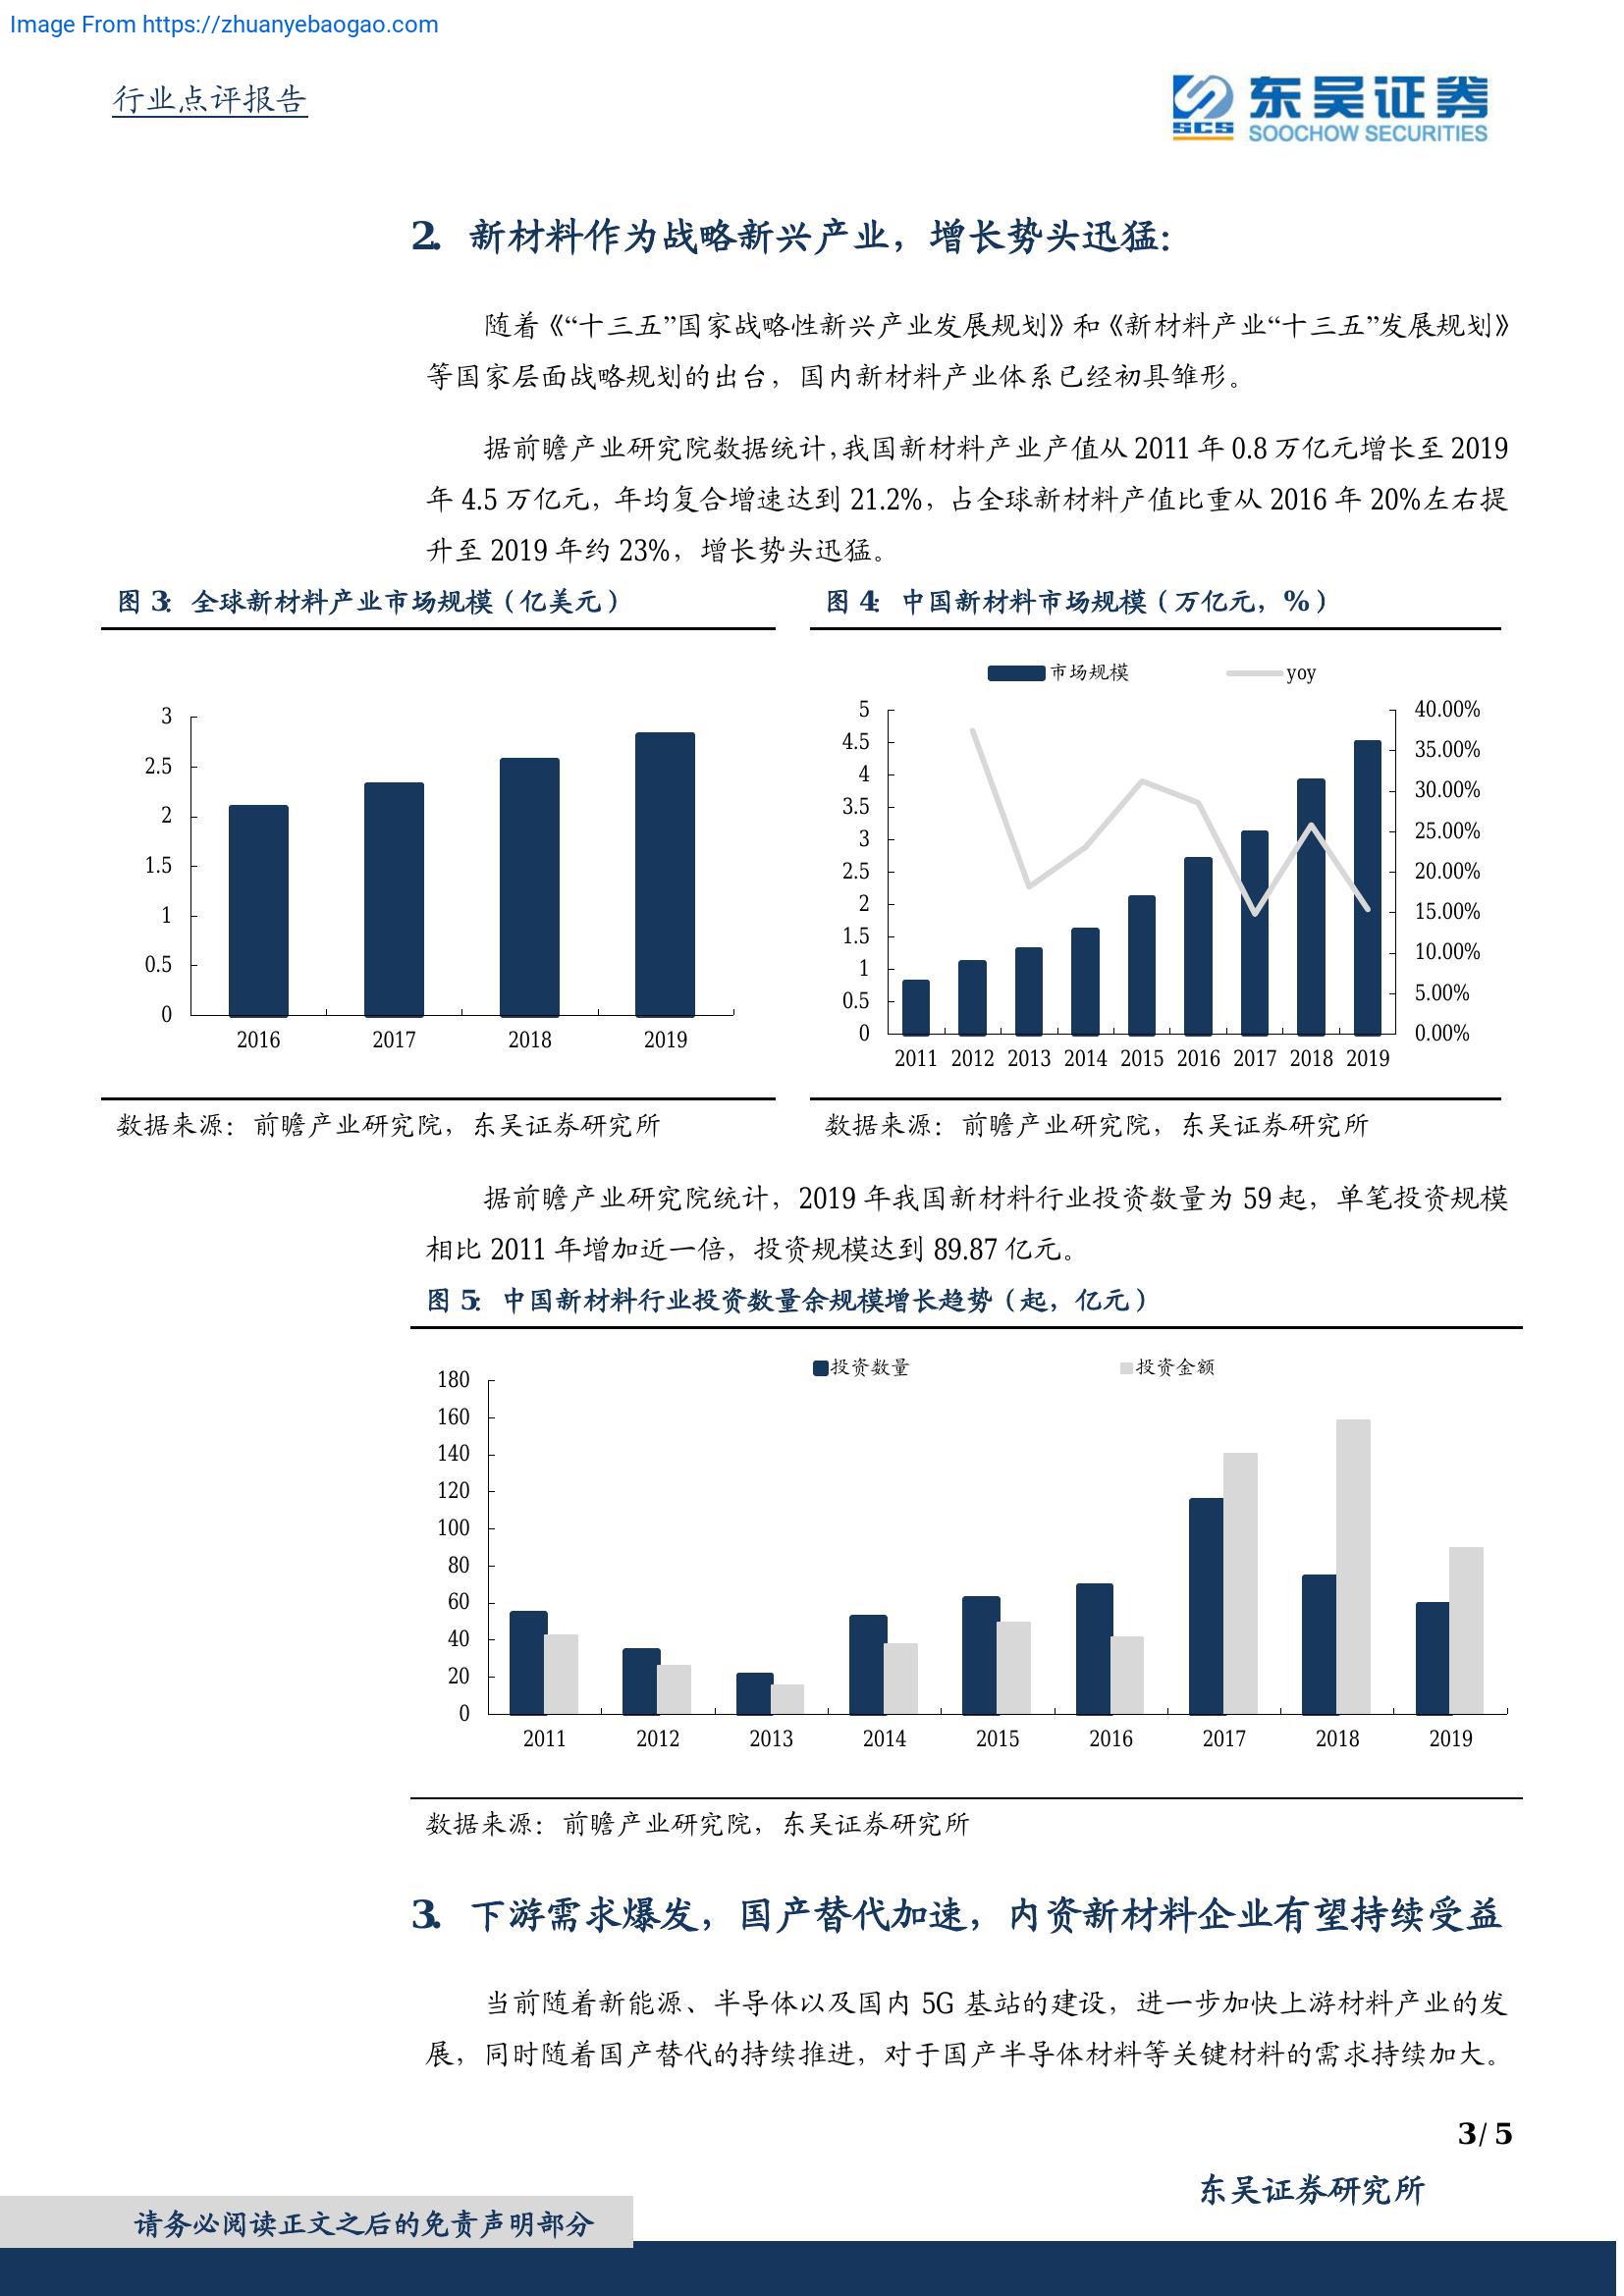 Image From https://zhuanyebaogao.com
行业点评报告
SCS
东吴证券
SOOCHOW SECURITIES
2. 新材料作为战略新兴产业，增长势头迅猛：
随着《“十三五”国家战略性新兴产业发展规划》和《新材料产业“十三五”发展规划》
等国家层面战略规划的出台，国内新材料产业体系已经初具雏形。
据前瞻产业研究院数据统计，我国新材料产业产值从 2011 年 0.8 万亿元增长至 2019
年 4.5 万亿元，年均复合增速达到 21.2%，占全球新材料产值比重从 2016 年 20%左右提
升至 2019 年约 23%，增长势头迅猛。
图 3：全球新材料产业市场规模（亿美元）
3
2.5
2
1.5
1
0.5
0
2016 2017 2018 2019
数据来源：前瞻产业研究院，东吴证券研究所
图 4：中国新材料市场规模（万亿元，%）
市场规模 yoy
5
4.5
4
3.5
3
2.5
2
1.5
1
0.5
0
40.00%
35.00%
30.00%
25.00%
20.00%
15.00%
10.00%
5.00%
0.00%
2011 2012 2013 2014 2015 2016 2017 2018 2019
数据来源：前瞻产业研究院，东吴证券研究所
据前瞻产业研究院统计，2019 年我国新材料行业投资数量为 59 起，单笔投资规模
相比 2011 年增加近一倍，投资规模达到 89.87 亿元。
图 5：中国新材料行业投资数量余规模增长趋势（起，亿元）
投资数量 投资金额
180
160
140
120
100
80
60
40
20
0
2011 2012 2013 2014 2015 2016 2017 2018 2019
数据来源：前瞻产业研究院，东吴证券研究所
3. 下游需求爆发，国产替代加速，内资新材料企业有望持续受益
当前随着新能源、半导体以及国内 5G 基站的建设，进一步加快上游材料产业的发
展，同时随着国产替代的持续推进，对于国产半导体材料等关键材料的需求持续加大。
3 / 5
东吴证券研究所
请务必阅读正文之后的免责声明部分